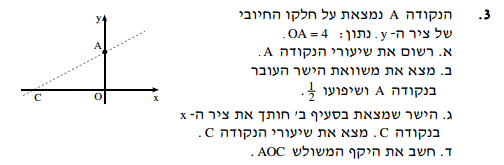 3. הנקודה A נמצאת על חלקו החיובי
של ציר ה- y. נתון: OA = 4.
א. רשום את שיעורי הנקודה A.
ב. מצא את משוואת הישר העובר
בנקודה A ושיפועו 1/2.
ג. הישר שמצאת בסעיף ב' חותך את ציר ה- x
בנקודה C. מצא את שיעורי הנקודה C.
ד. חשב את היקף המשולש AOC.
y
A
C
O
x